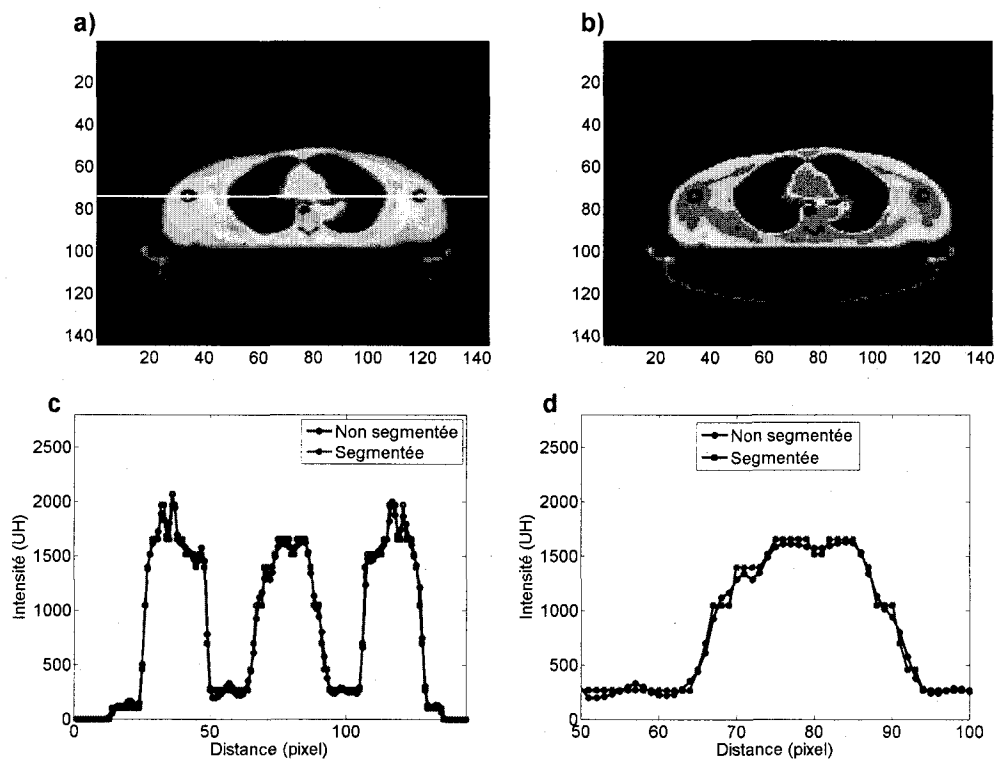 a)
20
40
60
80
100
120
140
20 40 60 80 100 120 140
b)
20
40
60
80
100
120
140
20 40 60 80 100 120 140
c
Non segmentée
Segmentée
2500
2000
1500
1000
500
0
Intensité (UH)
0 50 100
Distance (pixel)
d
Non segmentée
Segmentée
2500
2000
1500
1000
500
0
Intensité (UH)
50 60 70 80 90 100
Distance (pixel)